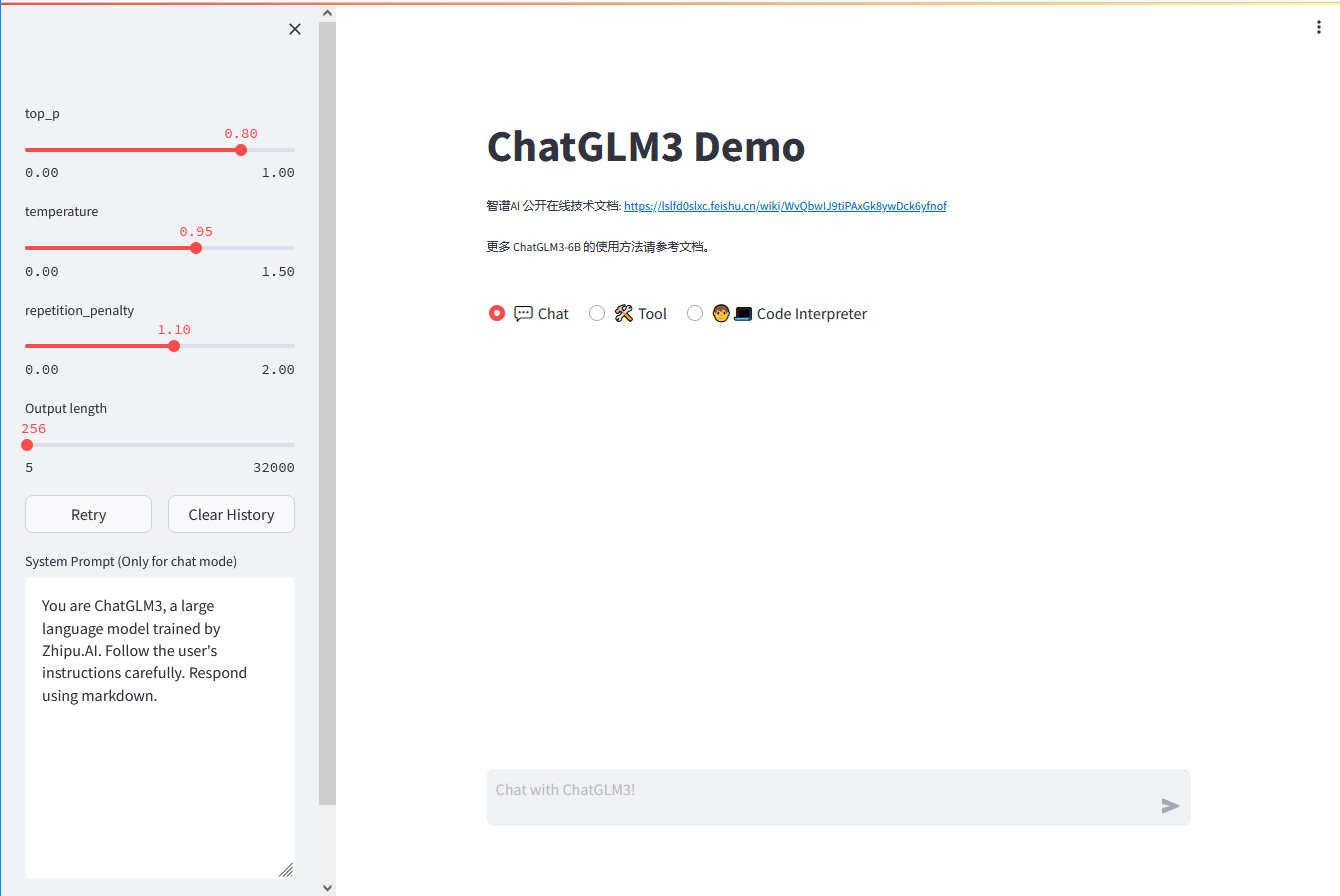 top_p
0.80
0.00 1.00
temperature
0.95
0.00 1.50
repetition_penalty
1.10
0.00 2.00
Output length
256
5 32000
Retry Clear History
System Prompt (Only for chat mode)
You are ChatGLM3, a large
language model trained by
Zhipu.AI. Follow the user's
instructions carefully. Respond
using markdown.
ChatGLM3 Demo
智谱AI 公开在线技术文档: https://lslfd0slxc.feishu.cn/wiki/WvQbwIJ9tiPAxGk8ywDck6yfnof
更多 ChatGLM3-6B 的使用方法请参考文档。
Chat Tool Code Interpreter
Chat with ChatGLM3!